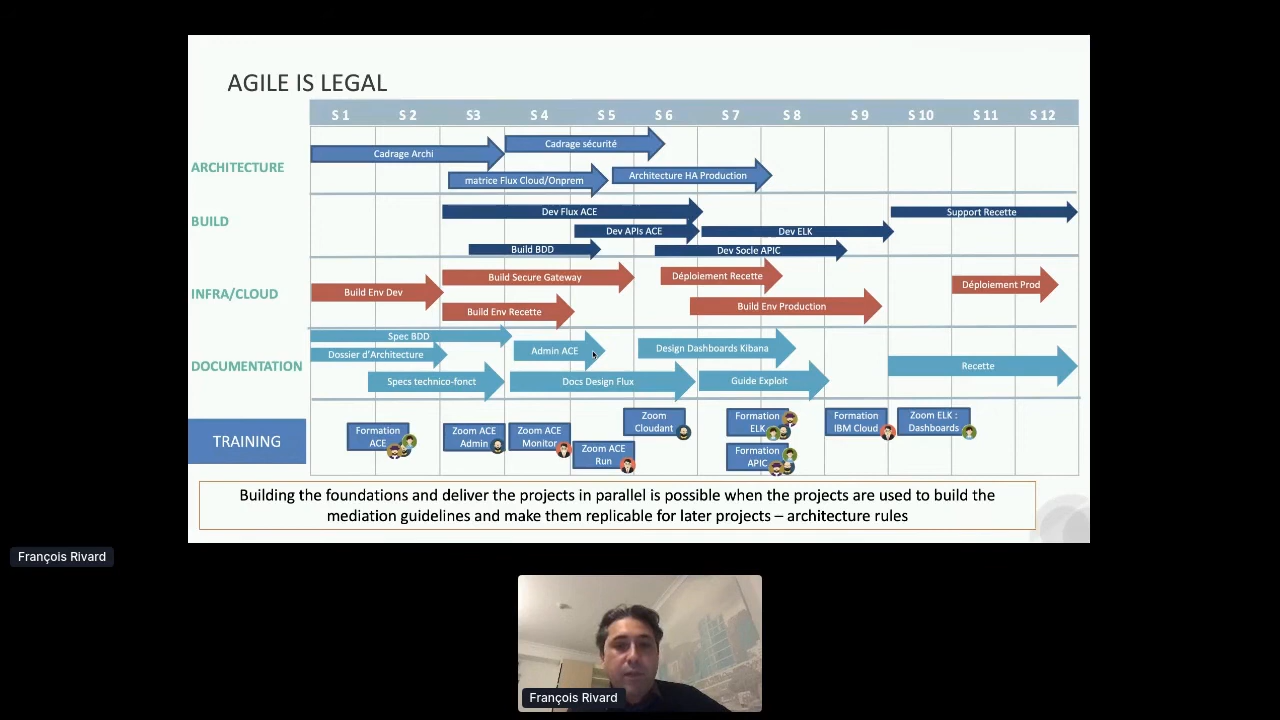 AGILE IS LEGAL
S 1 S 2 S3 S 4 S 5 S 6 S 7 S 8 S 9 S 10 S 11 S 12
ARCHITECTURE
Cadrage Archi
Cadrage sécurité
matrice Flux Cloud/Onprem
Architecture HA Production
BUILD
Dev Flux ACE
Support Recette
Dev APIs ACE
Dev ELK
Build BDD
Dev Socle APIC
INFRA/CLOUD
Build Env Dev
Build Secure Gateway
Déploiement Recette
Déploiement Prod
Build Env Recette
Build Env Production
DOCUMENTATION
Spec BDD
Dossier d'Architecture
Admin ACE
Design Dashboards Kibana
Recette
Specs technico-fonct
Docs Design Flux
Guide Exploit
TRAINING
Formation
ACE
Zoom ACE
Admin
Zoom ACE
Monitor
Zoom ACE
Run
Zoom
Cloudant
Formation
ELK
Formation
APIC
Formation
IBM Cloud
Zoom ELK :
Dashboards
Building the foundations and deliver the projects in parallel is possible when the projects are used to build the
mediation guidelines and make them replicable for later projects – architecture rules
François Rivard
François Rivard